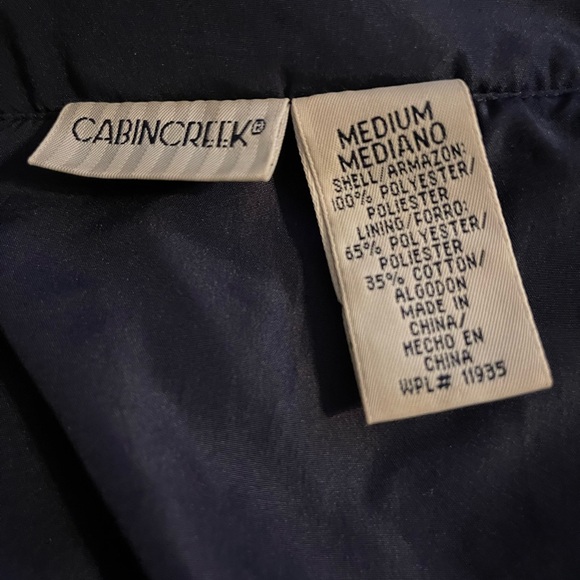 CABINCREEK®
MEDIUM
MEDIANO
SHELL/ARMAZON:
100% POLYESTER/
POLIESTER
LINING/FORRO:
65% POLYESTER/
POLIESTER
35% COTTON/
ALGODON
MADE IN
CHINA/
HECHO EN
CHINA
WPL# 11935